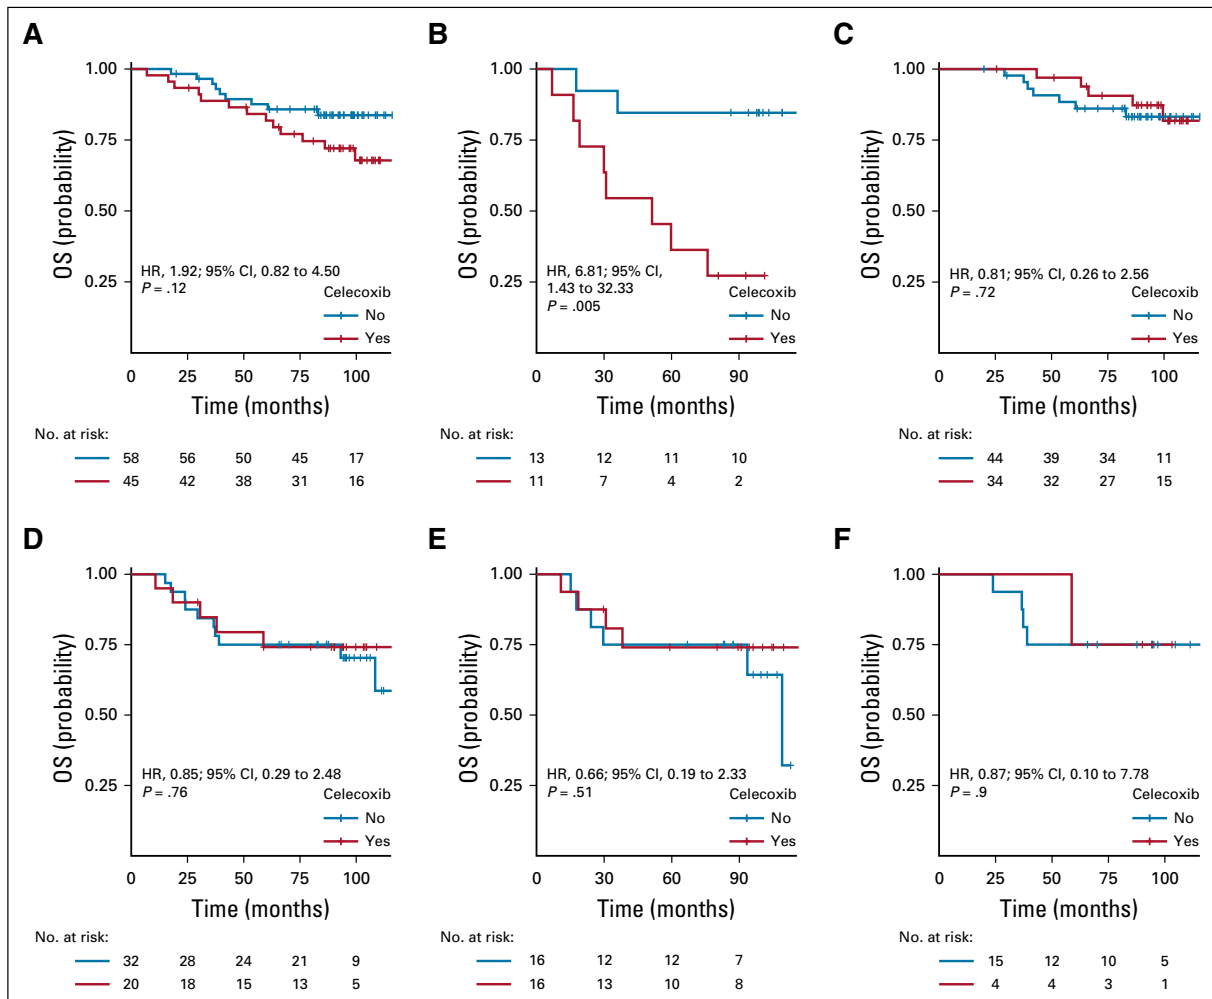 A
1.00
0.75
0.50
0.25
OS (probability)
HR, 1.92; 95% CI, 0.82 to 4.50
P = .12
Celecoxib
No
Yes
0 25 50 75 100
Time (months)
No. at risk:
58 56 50 45 17
45 42 38 31 16
B
1.00
0.75
0.50
0.25
OS (probability)
HR, 6.81; 95% CI,
1.43 to 32.33
P = .005
Celecoxib
No
Yes
0 30 60 90
Time (months)
No. at risk:
13 12 11 10
11 7 4 2
C
1.00
0.75
0.50
0.25
OS (probability)
HR, 0.81; 95% CI, 0.26 to 2.56
P = .72
Celecoxib
No
Yes
0 25 50 75 100
Time (months)
No. at risk:
44 39 34 11
34 32 27 15
D
1.00
0.75
0.50
0.25
OS (probability)
HR, 0.85; 95% CI, 0.29 to 2.48
P = .76
Celecoxib
No
Yes
0 25 50 75 100
Time (months)
No. at risk:
32 28 24 21 9
20 18 15 13 5
E
1.00
0.75
0.50
0.25
OS (probability)
HR, 0.66; 95% CI, 0.19 to 2.33
P = .51
Celecoxib
No
Yes
0 30 60 90
Time (months)
No. at risk:
16 12 12 7
16 13 10 8
F
1.00
0.75
0.50
0.25
OS (probability)
HR, 0.87; 95% CI, 0.10 to 7.78
P = .9
Celecoxib
No
Yes
0 25 50 75 100
Time (months)
No. at risk:
15 12 10 5
4 4 3 1